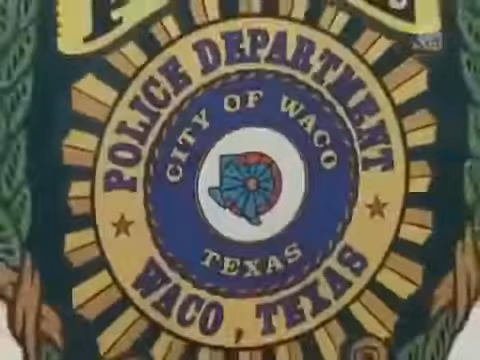 POLICE DEPARTMENT
CITY OF WACO
TEXAS
WACO, TEXAS